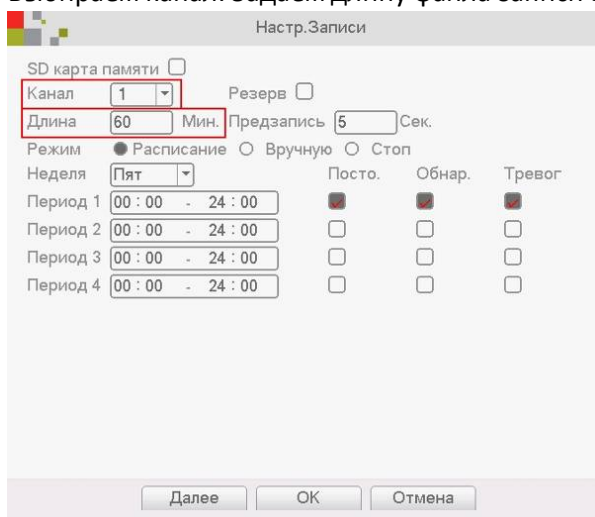 Настр.Записи
SD карта памяти
Канал 1 Резерв
Длина 60 Мин. Предзапись 5 Сек.
Режим Расписание Вручную Стоп
Неделя Пят Посто. Обнар. Тревог
Период 1 00 : 00 - 24 : 00
Период 2 00 : 00 - 24 : 00
Период 3 00 : 00 - 24 : 00
Период 4 00 : 00 - 24 : 00
Далее OK Отмена